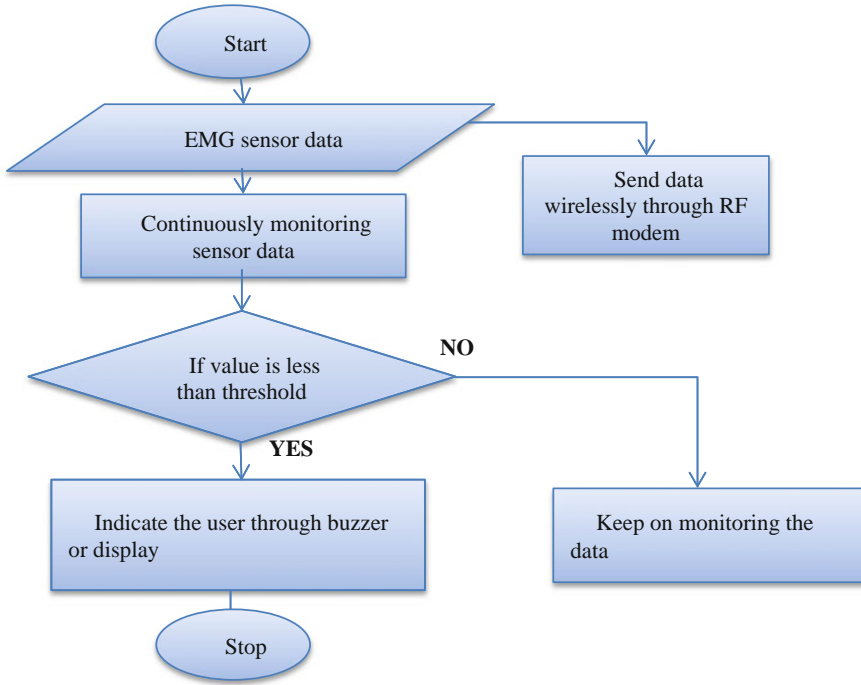 Start
EMG sensor data
Send data
wirelessly through RF
modem
Continuously monitoring
sensor data
If value is less
than threshold
NO
YES
Indicate the user through buzzer
or display
Keep on monitoring the
data
Stop